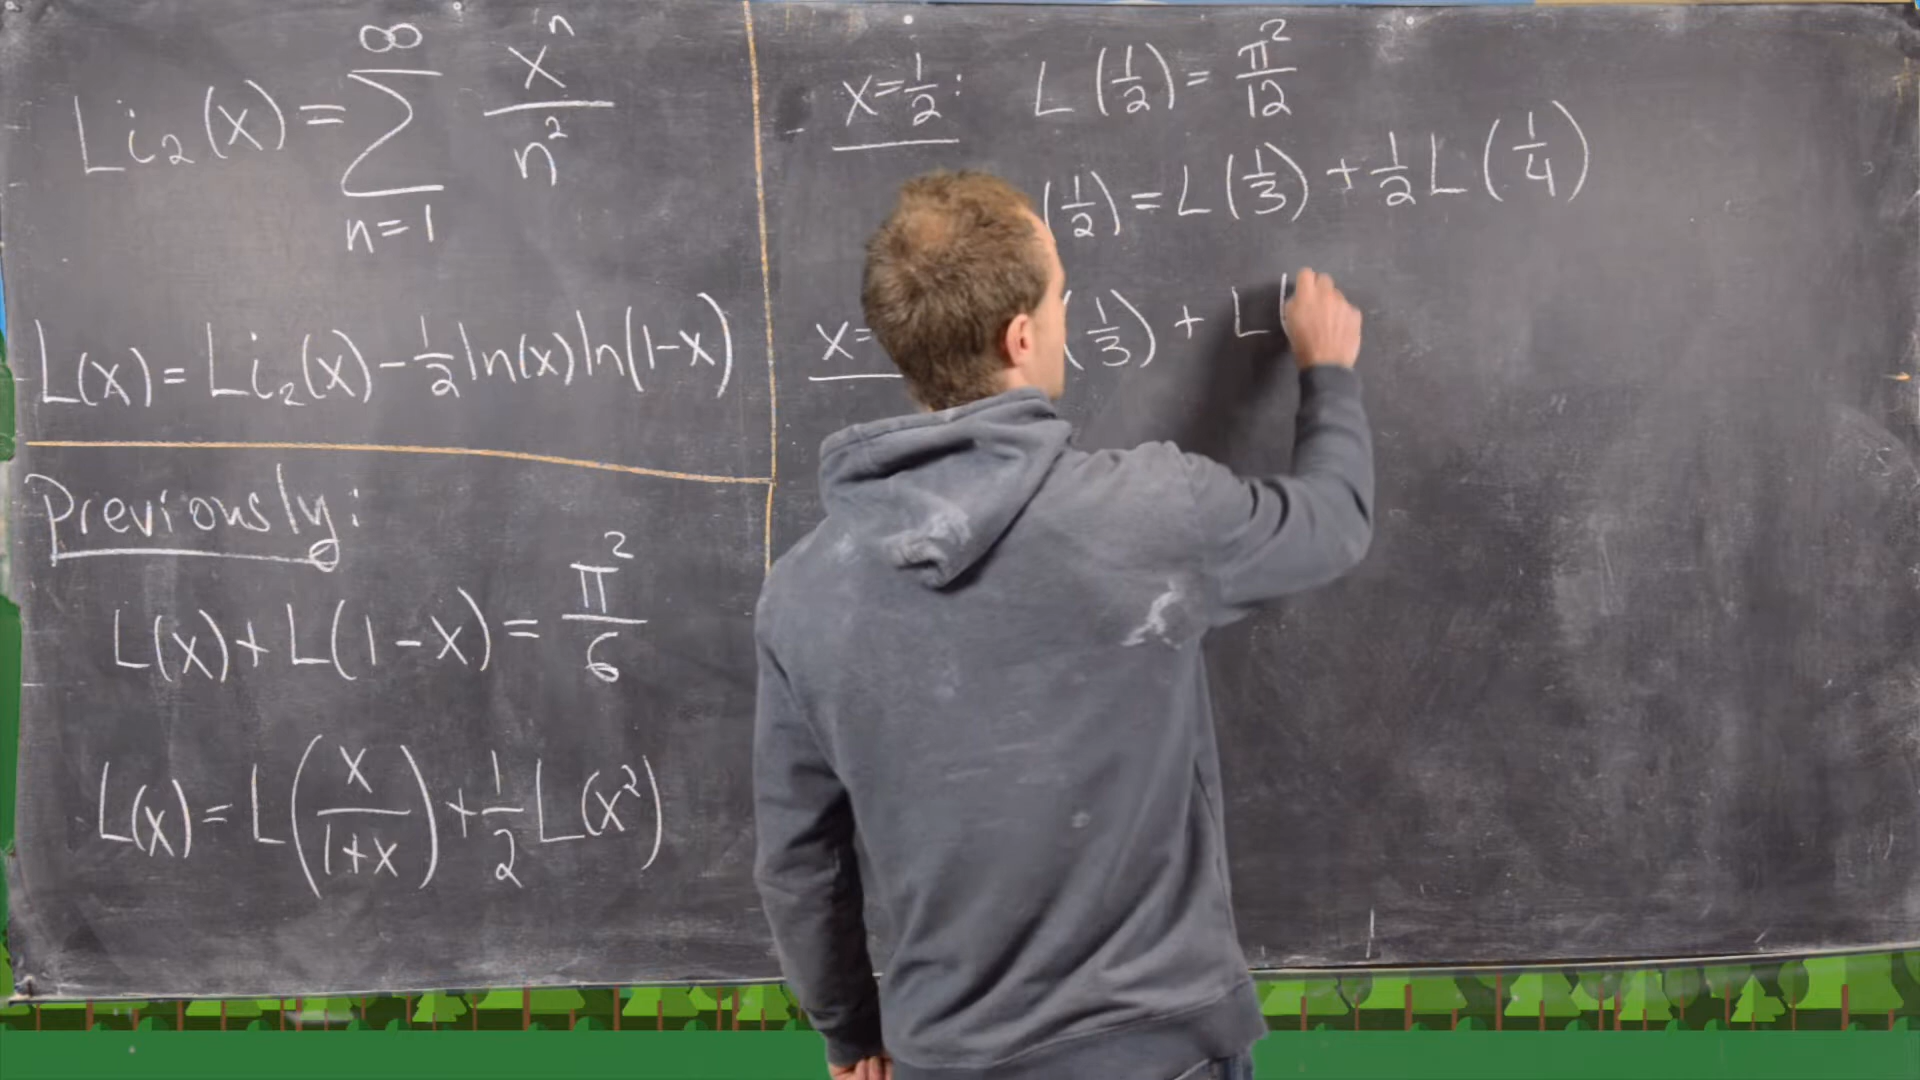 Li₂(x) = ∑_{n=1}^{∞} xⁿ/n²
L(x) = Li₂(x) - 1/2 ln(x) ln(1-x)
Previously:
L(x) + L(1-x) = π²/6
L(x) = L(x/(1+x)) + 1/2 L(x²)
x = 1/2: L(1/2) = π²/12
(1/2) = L(1/3) + 1/2 L(1/4)
x= (1/3) + L(